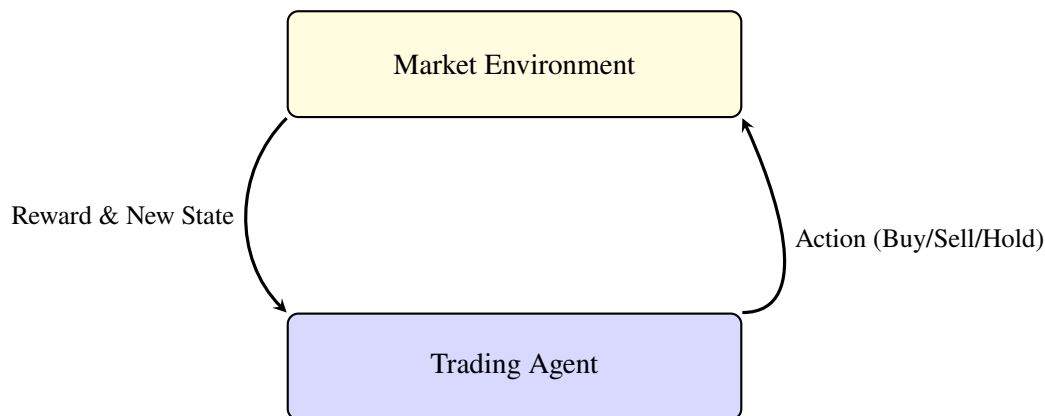 Market Environment
Reward & New State
Action (Buy/Sell/Hold)
Trading Agent